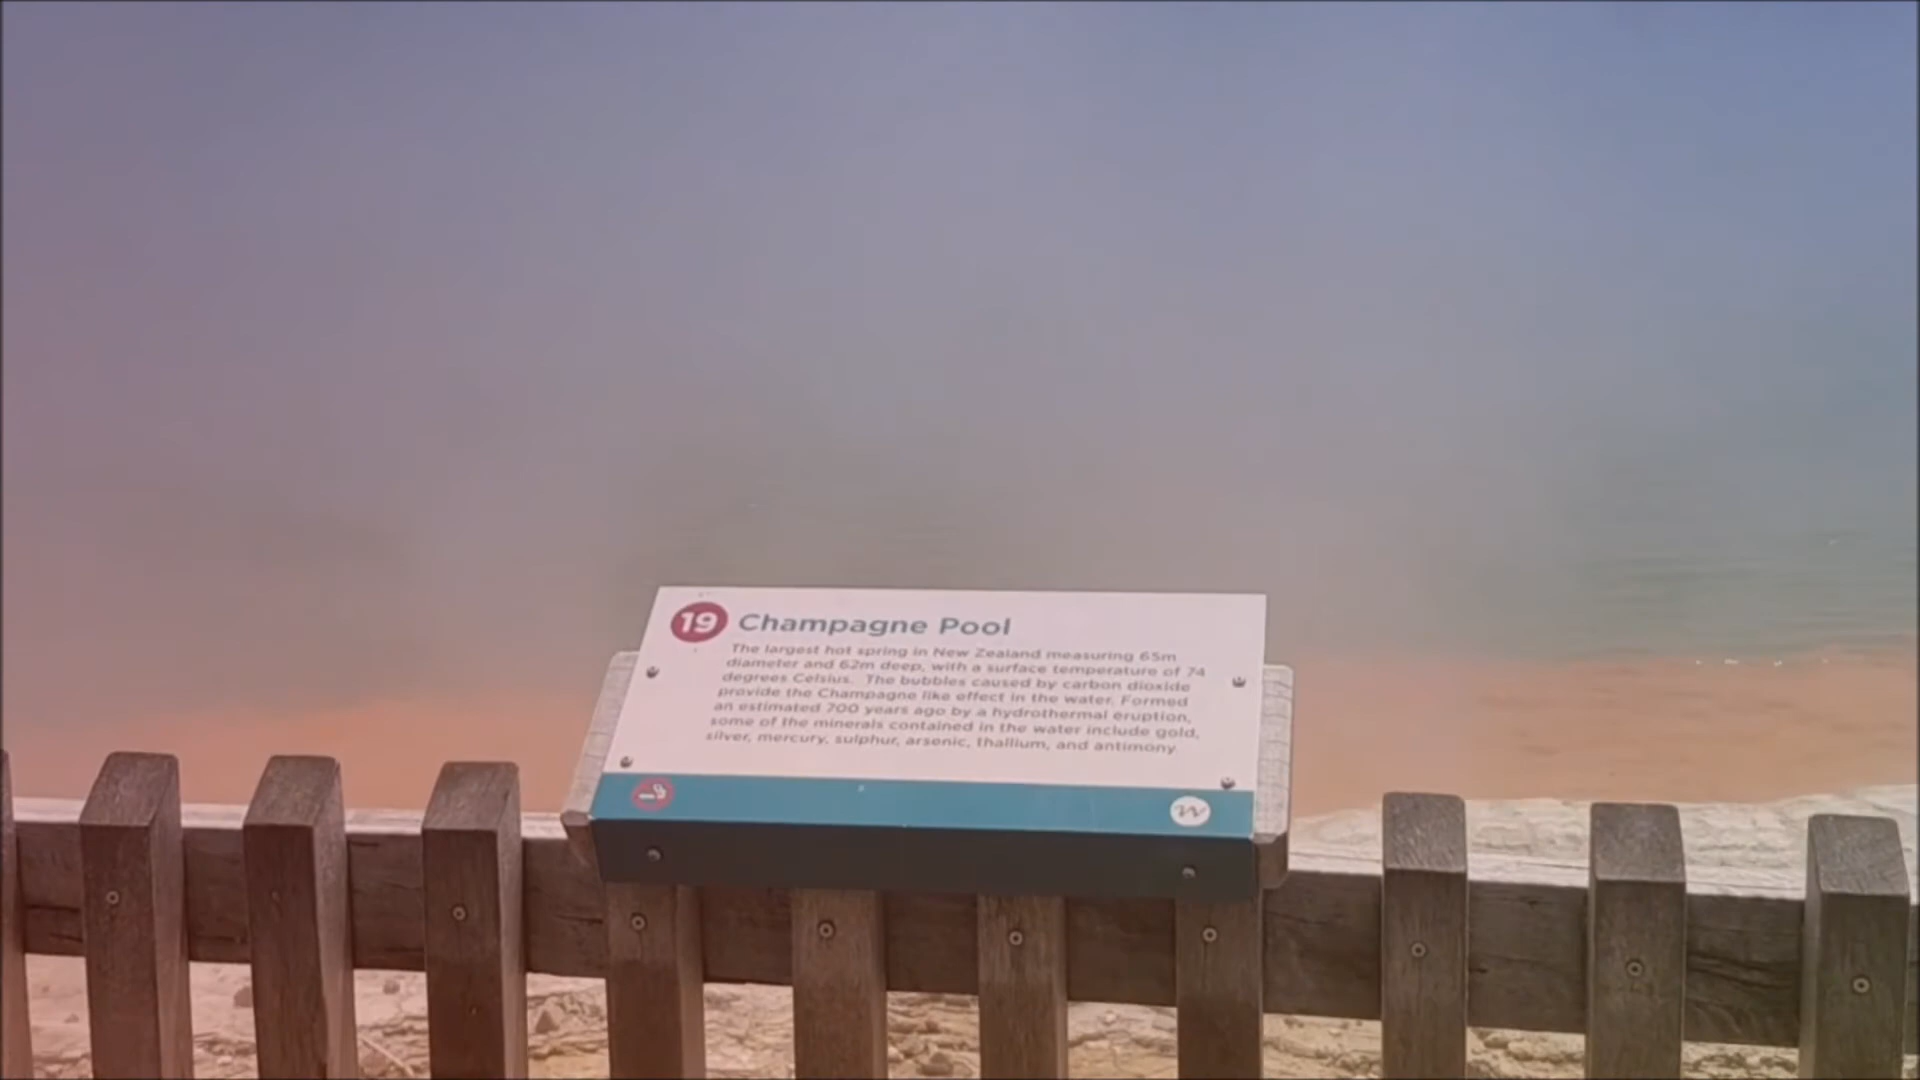 19 Champagne Pool
The largest hot spring in New Zealand measuring 65m
diameter and 62m deep, with a surface temperature of 74
degrees Celsius. The bubbles caused by carbon dioxide
provide the Champagne like effect in the water. Formed
an estimated 700 years ago by a hydrothermal eruption,
some of the minerals contained in the water include gold,
silver, mercury, sulphur, arsenic, thallium, and antimony.